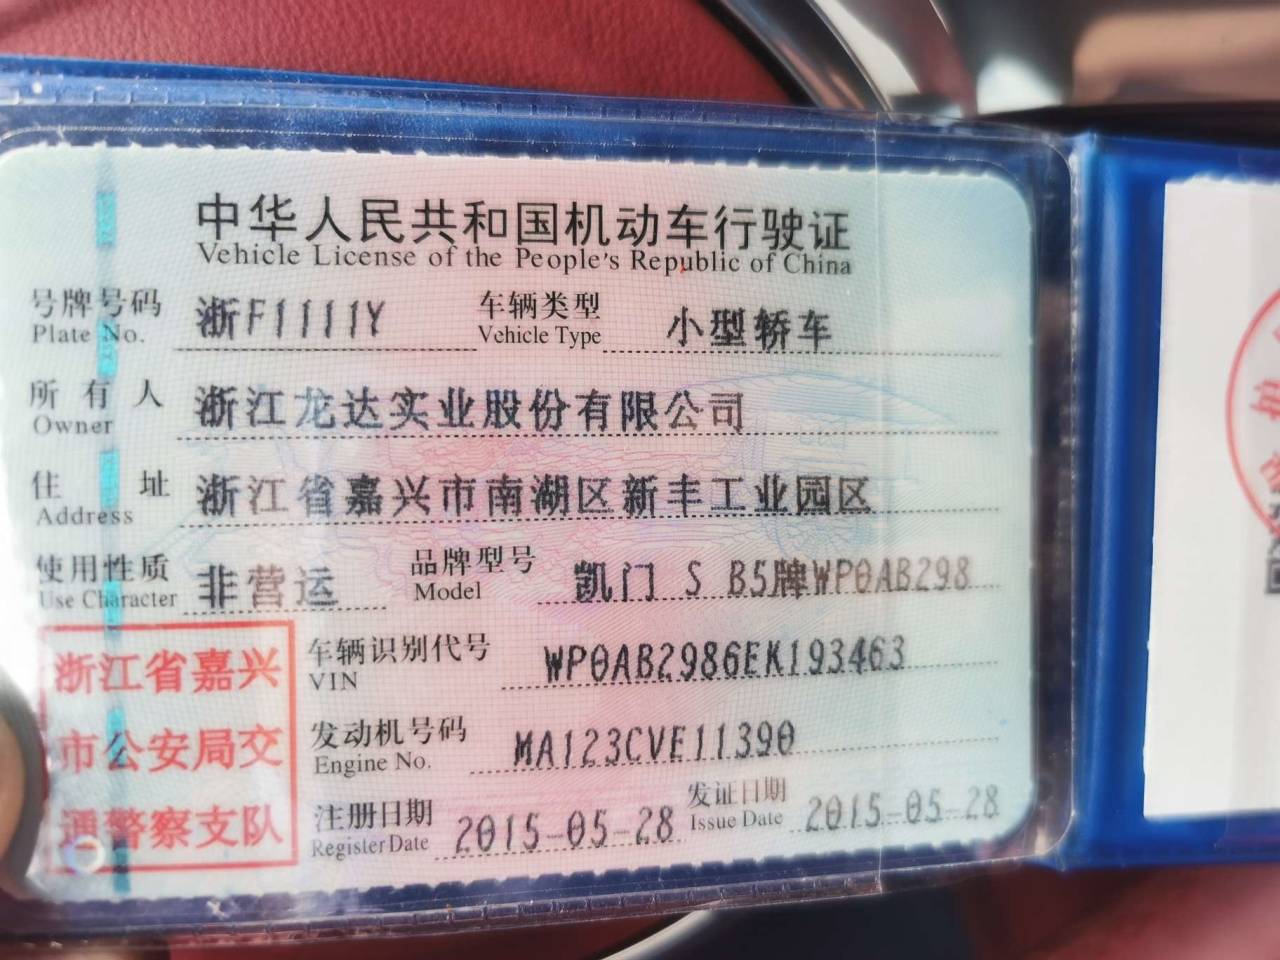 中华人民共和国机动车行驶证
Vehicle License of the People's Republic of China
号牌号码 浙F1111Y 车辆类型 小型轿车
Plate No. Vehicle Type
所有人 浙江龙达实业股份有限公司
Owner
住址 浙江省嘉兴市南湖区新丰工业园区
Address
使用性质 非营运 品牌型号 凯门 S B5牌WP0AB298
Use Character Model
车辆识别代号 WP0AB2986EK193463
VIN
发动机号码 MA123CVE11390
Engine No.
注册日期 2015-05-28 发证日期 2015-05-28
Register Date Issue Date
浙江省嘉兴
市公安局交
通警察支队